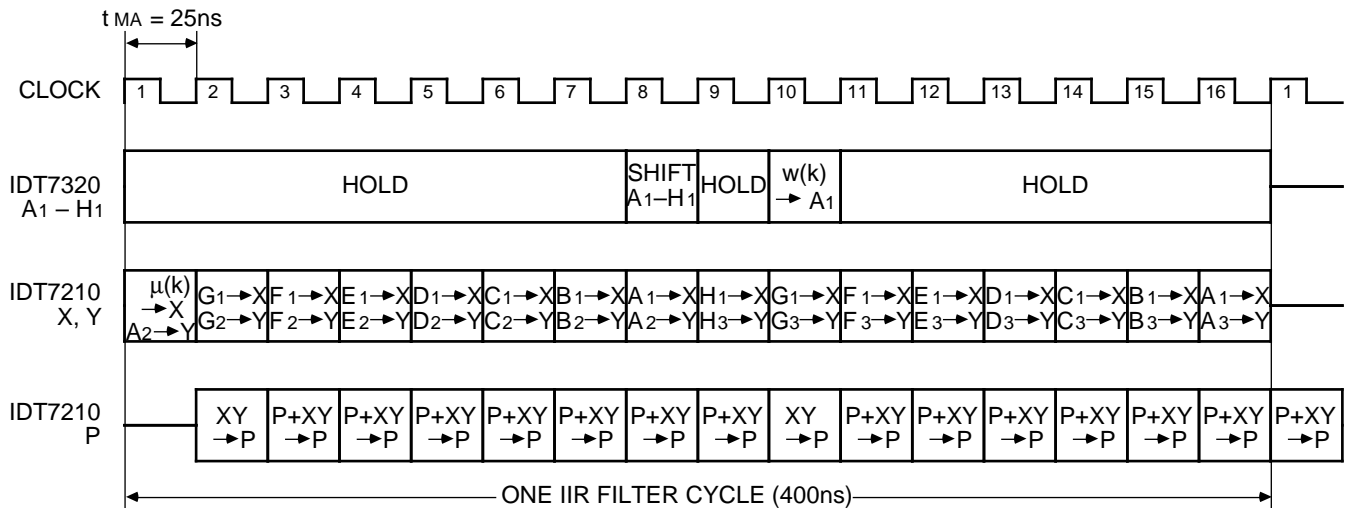 t MA = 25ns
CLOCK 1 2 3 4 5 6 7 8 9 10 11 12 13 14 15 16 1
IDT7320
A1 – H1
HOLD
SHIFT
A1–H1
HOLD
w(k)
→ A1
HOLD
IDT7210
X, Y
µ(k)
→X
A2→Y
G1→X F1→X E1→X D1→X C1→X B1→X A1→X H1→X G1→X F1→X E1→X D1→X C1→X B1→X A1→X
G2→Y F2→Y E2→Y D2→Y C2→Y B2→Y A2→Y H3→Y G3→Y F3→Y E3→Y D3→Y C3→Y B3→Y A3→Y
IDT7210
P
XY P+XY P+XY P+XY P+XY P+XY P+XY P+XY XY P+XY P+XY P+XY P+XY P+XY P+XY P+XY
→P →P →P →P →P →P →P →P →P →P →P →P →P →P →P →P
ONE IIR FILTER CYCLE (400ns)